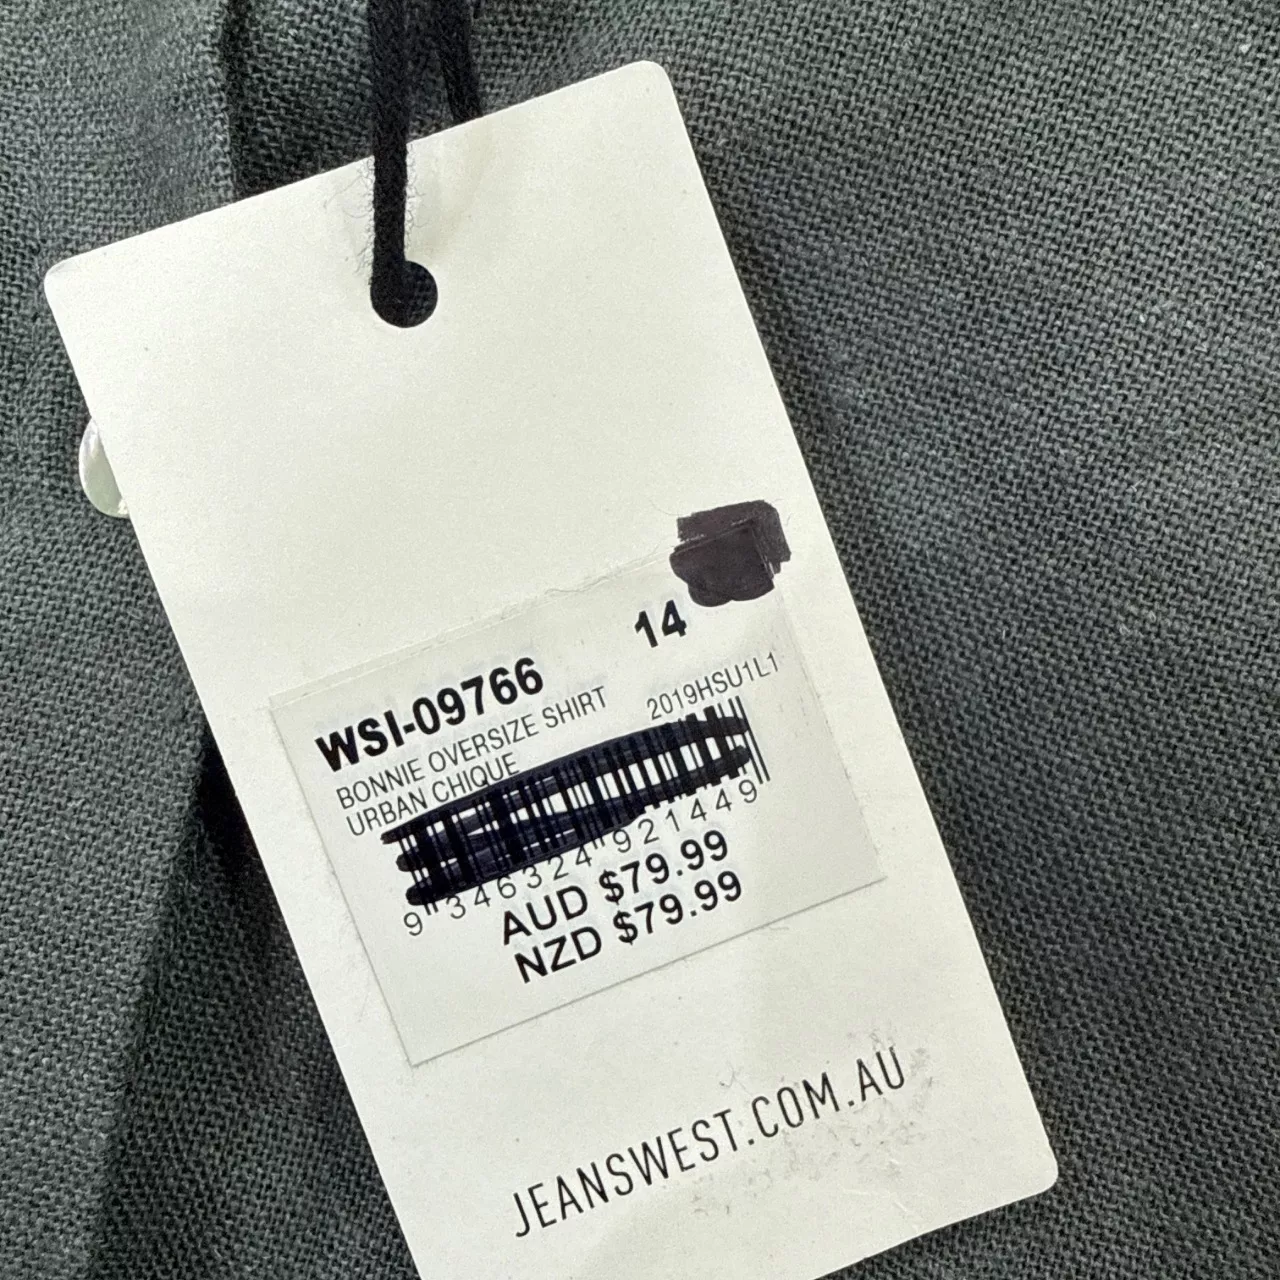 14
WSI-09766
BONNIE OVERSIZE SHIRT 2019HSU1L1
URBAN CHIQUE
9 346324 921449
AUD $79.99
NZD $79.99
JEANSWEST.COM.AU